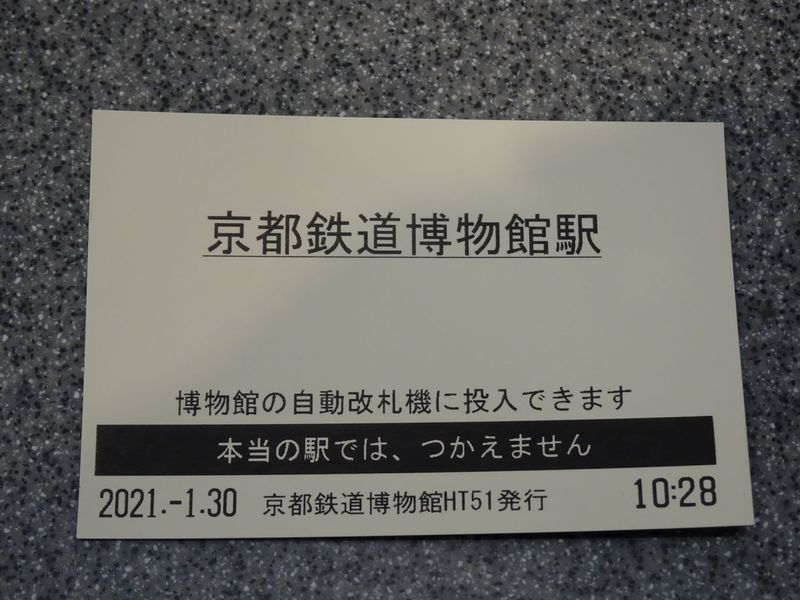 京都鉄道博物館駅
博物館の自動改札機に投入できます
本当の駅では、つかえません
2021.-1.30 京都鉄道博物館HT51発行 10:28